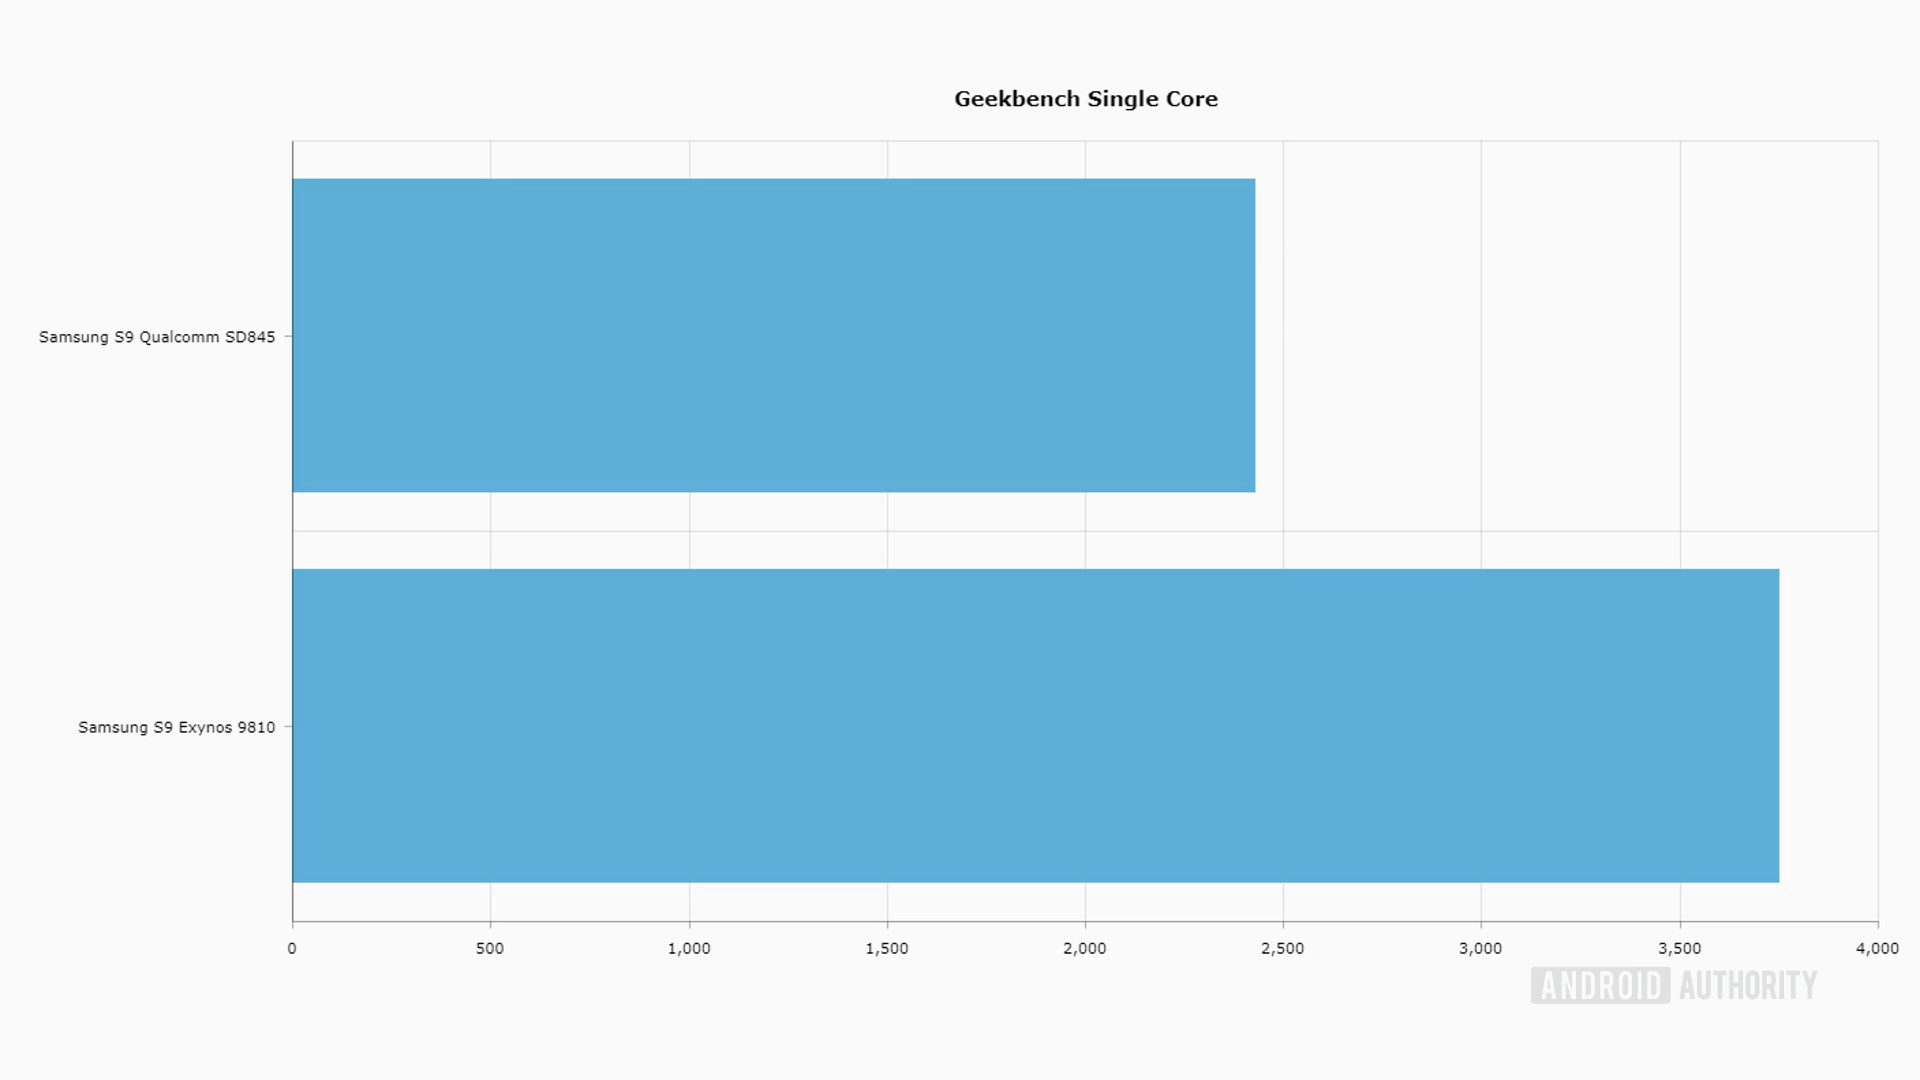 Geekbench Single Core
Samsung S9 Qualcomm SD845
Samsung S9 Exynos 9810
0 500 1,000 1,500 2,000 2,500 3,000 3,500 4,000
ANDROID AUTHORITY